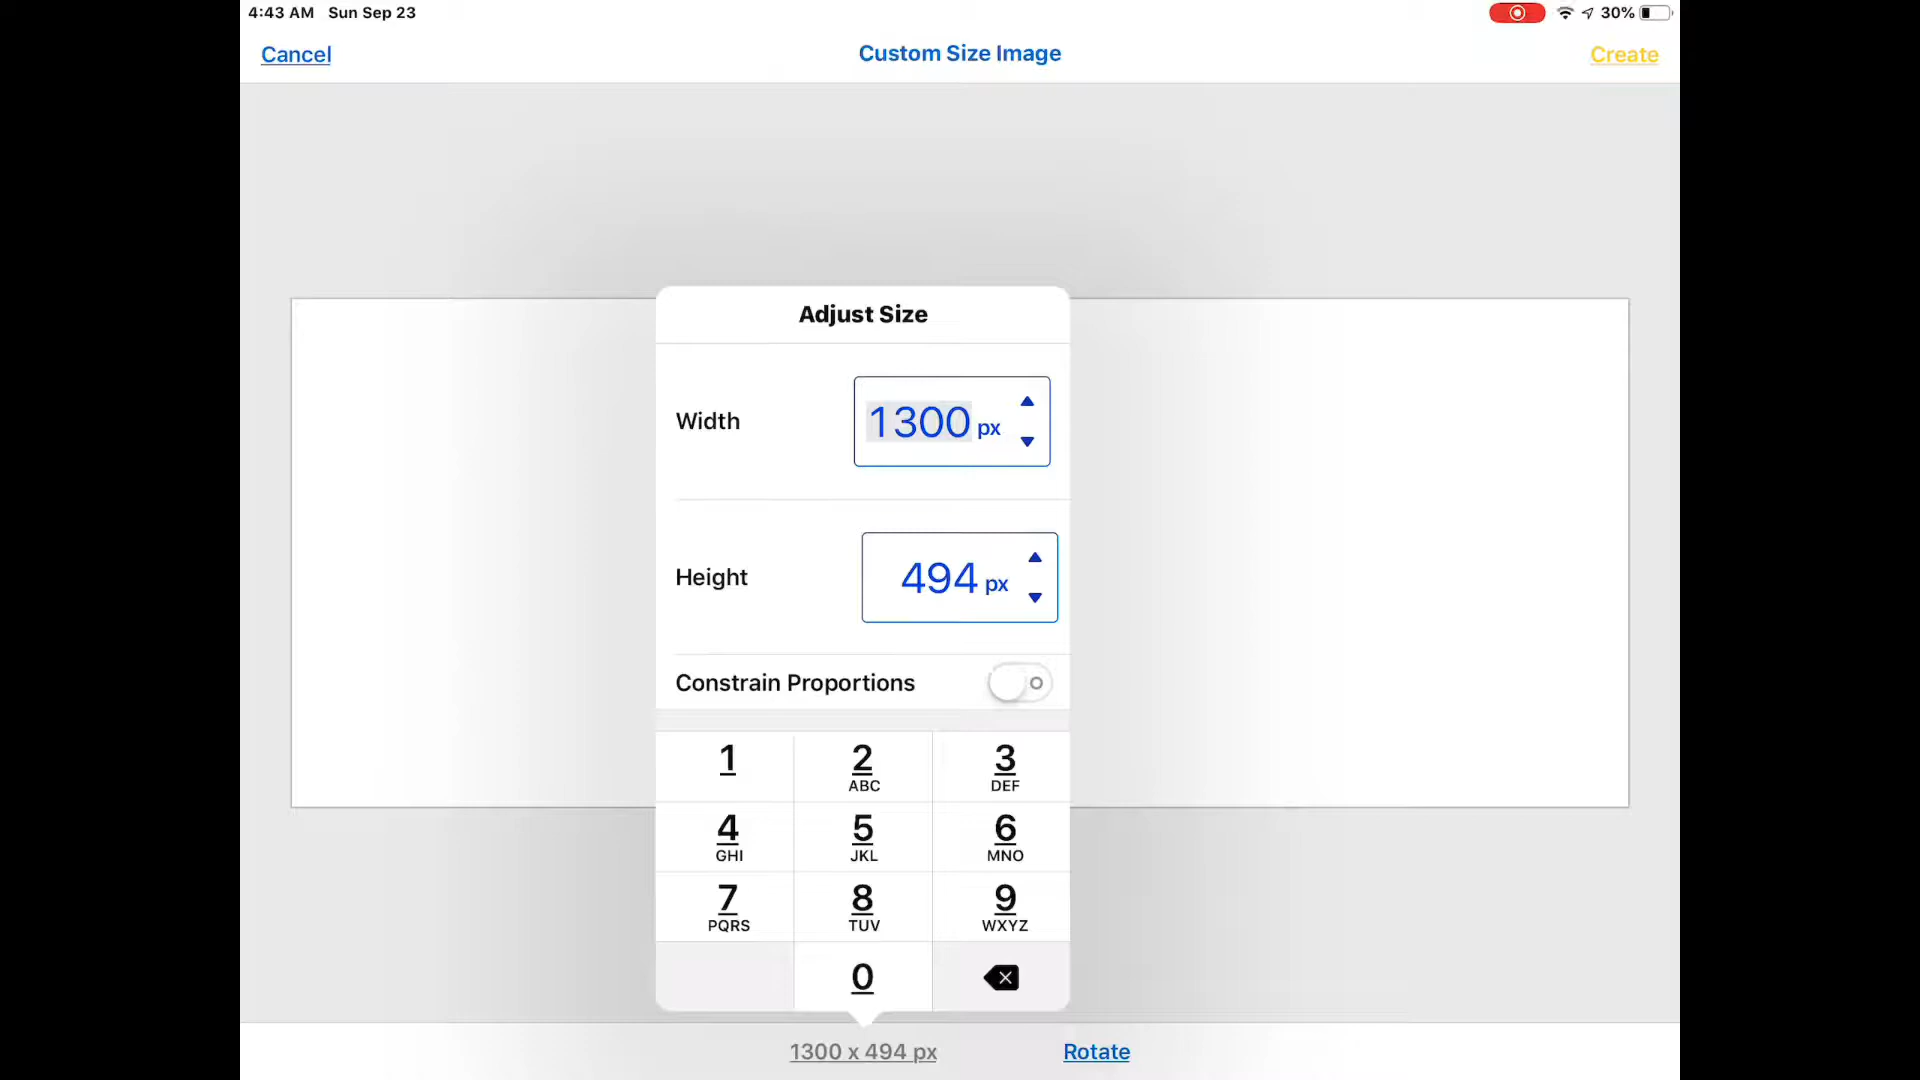 4:43 AM Sun Sep 23
30%
Cancel
Custom Size Image
Create
Adjust Size
Width
1300 px
Height
494 px
Constrain Proportions
1
2
ABC
3
DEF
4
GHI
5
JKL
6
MNO
7
PQRS
8
TUV
9
WXYZ
0
1300 x 494 px
Rotate